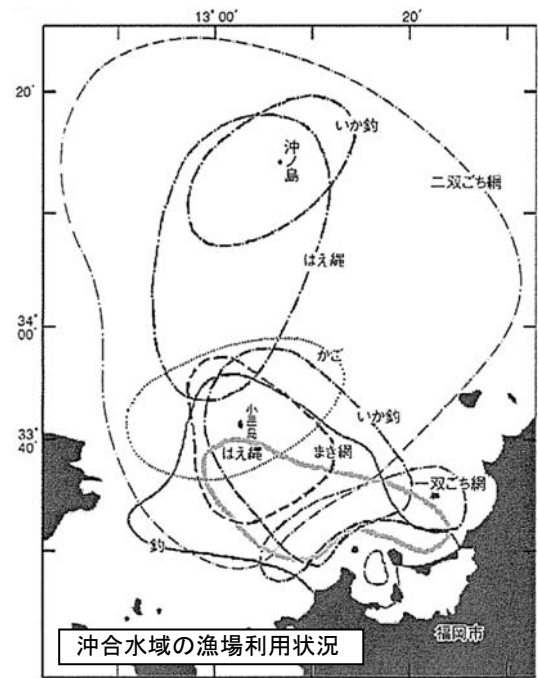 13° 00′
20′
20′
いか釣
沖ノ島
二双ごち網
はえ縄
34°
00′
かご
いか釣
小呂島
33°
40′
はえ縄
まき網
一双ごち網
釣
福岡市
沖合水域の漁場利用状況